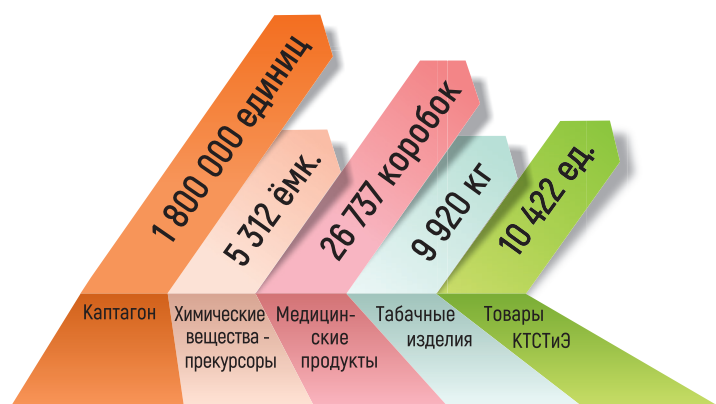 1 800 000 единиц
5 312 ёмк.
26 737 коробок
9 920 кг
10 422 ед.
Каптагон
Химические
вещества -
прекурсоры
Медицин-
ские
продукты
Табачные
изделия
Товары
КТСТиЭ